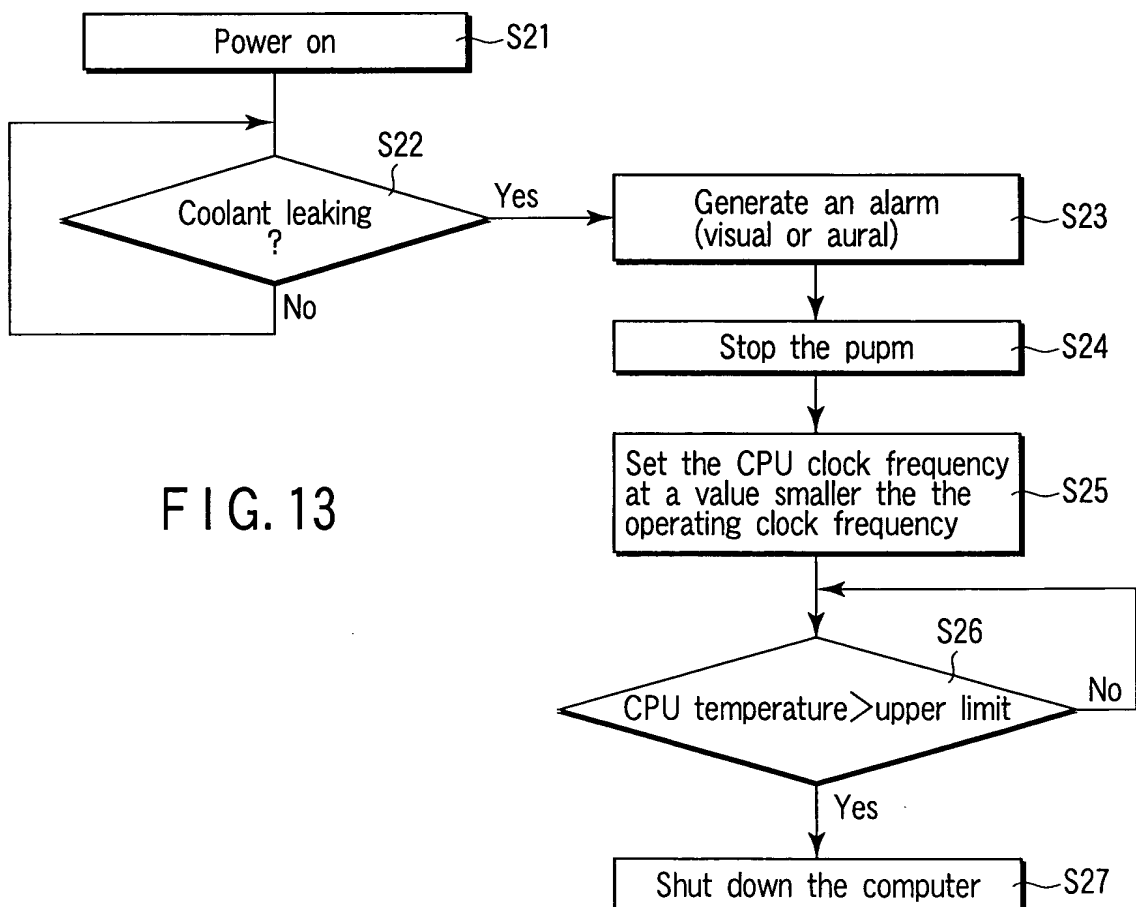 Power on
S21
S22
Coolant leaking
?
Yes
No
Generate an alarm
(visual or aural)
S23
Stop the pupm
S24
Set the CPU clock frequency
at a value smaller the the
operating clock frequency
S25
FIG. 13
S26
CPU temperature>upper limit
No
Yes
Shut down the computer
S27